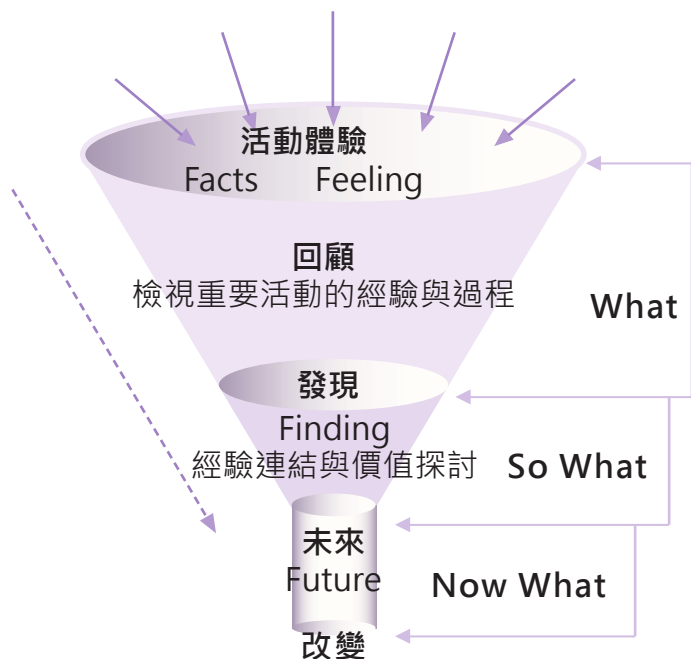 活動體驗
Facts Feeling
回顧
檢視重要活動的經驗與過程
What
發現
Finding
經驗連結與價值探討
So What
未來
Future
Now What
改變